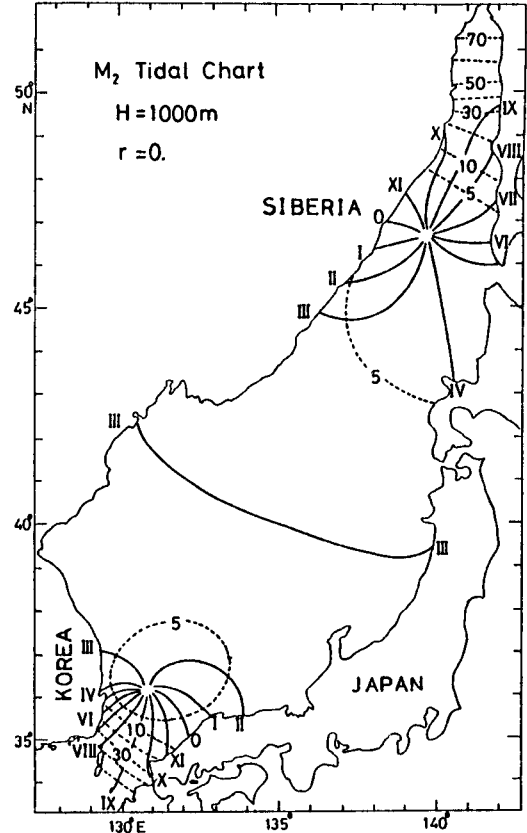 M₂ Tidal Chart
H = 1000m
r = 0.
70
50
30
IX
X
VIII
10
5
XI
VII
SIBERIA
0
VI
I
II
III
5
IV
III
III
5
KOREA
III
IV
VI
VIII
IX
10
30
X
XI
0
I
II
JAPAN
50°
N
45°
40°
35°
130°E
135°
140°